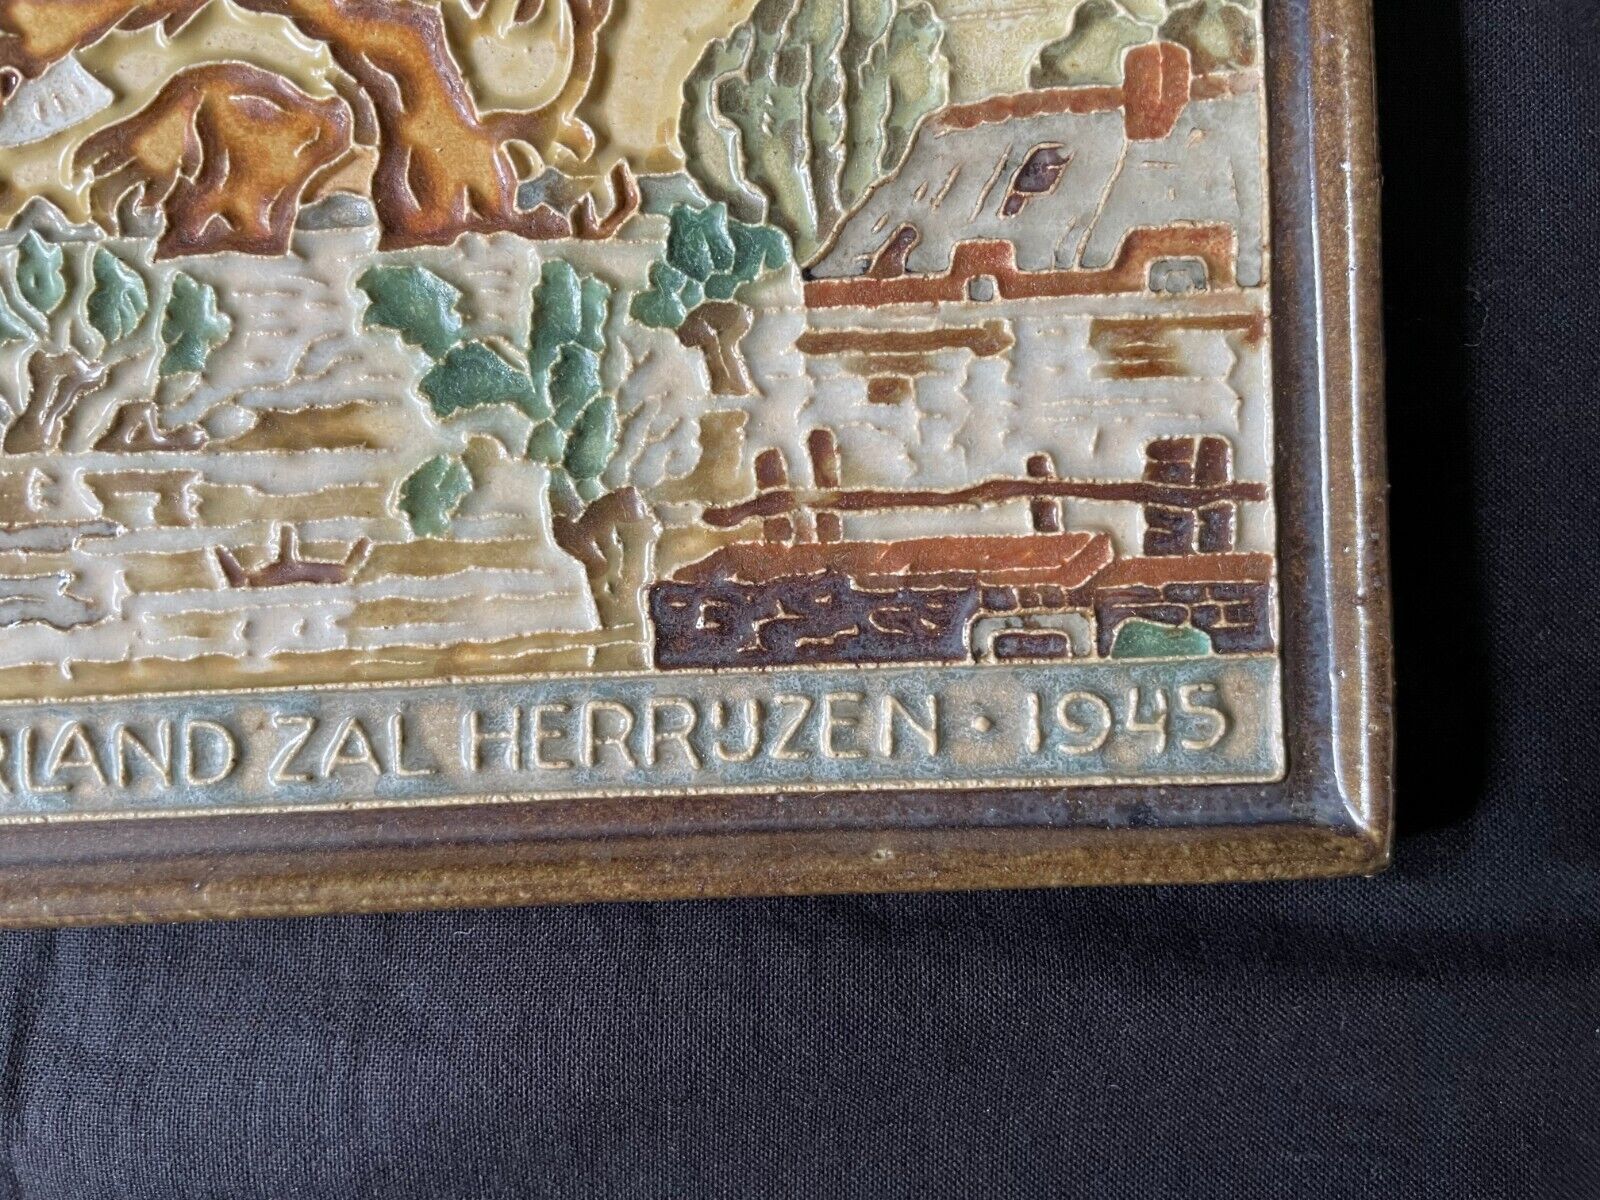 RLAND ZAL HERRIJZEN · 1945